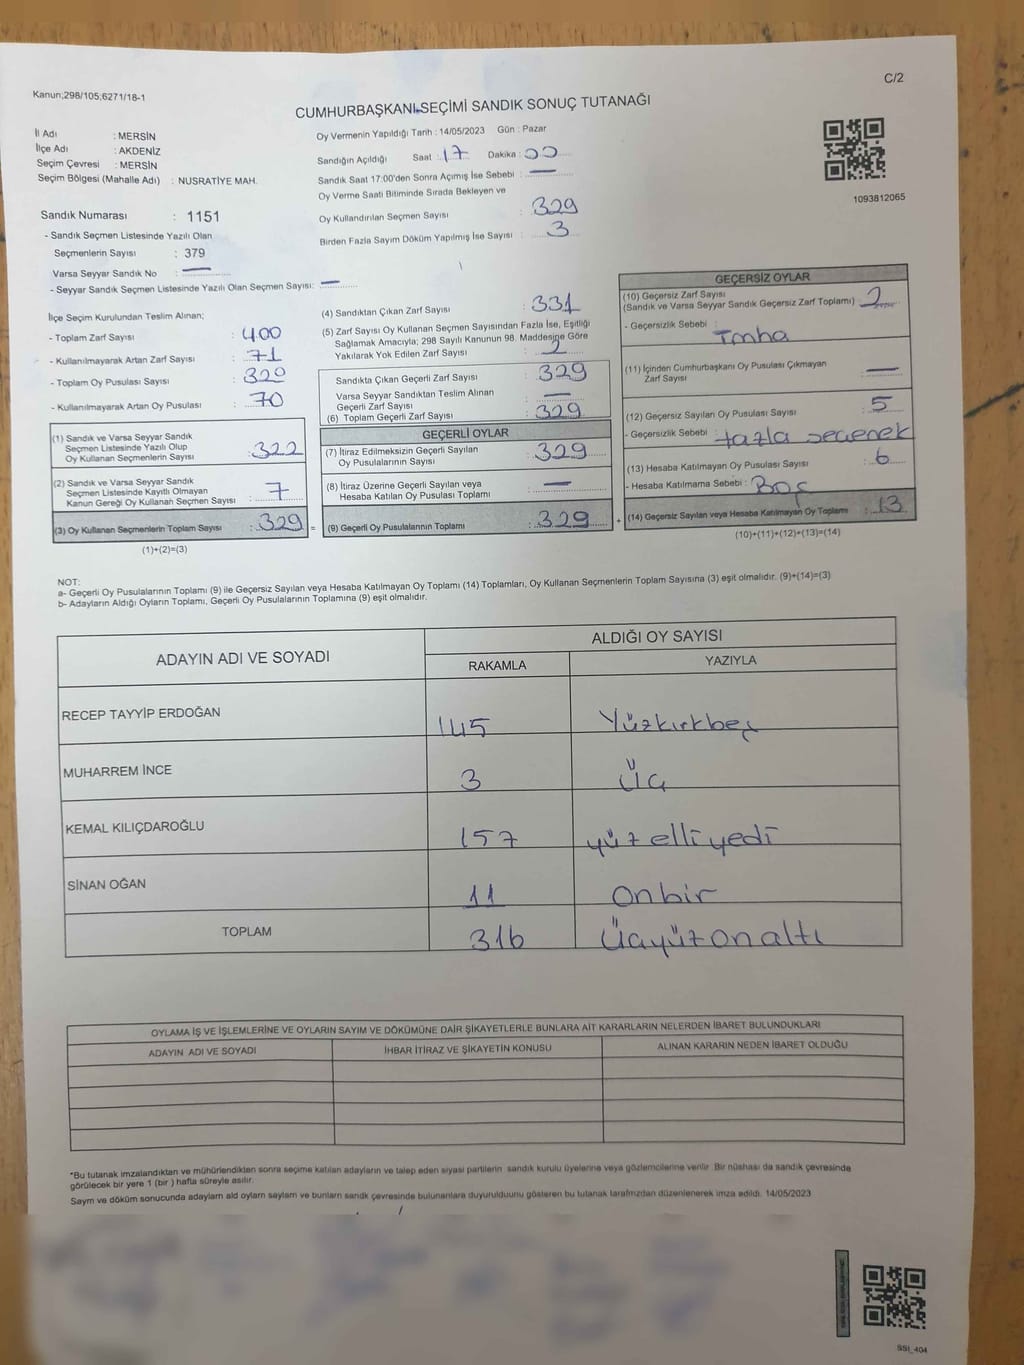 C/2
Kanun;298/105;6271/18-1
CUMHURBAŞKANI SEÇİMİ SANDIK SONUÇ TUTANAĞI
İl Adı : MERSİN
İlçe Adı : AKDENİZ
Seçim Çevresi : MERSİN
Seçim Bölgesi (Mahalle Adı) : NUSRATİYE MAH.
Oy Vermenin Yapıldığı Tarih : 14/05/2023 Gün : Pazar
Sandığın Açıldığı Saat : 17 Dakika : 00
Sandık Saat 17:00'den Sonra Açımış İse Sebebi : —
Oy Verme Saati Bitiminde Sırada Bekleyen ve
Oy Kullandırılan Seçmen Sayısı : 329
Birden Fazla Sayım Döküm Yapılmış İse Sayısı : 3
1093812065
Sandık Numarası : 1151
- Sandık Seçmen Listesinde Yazılı Olan
Seçmenlerin Sayısı : 379
Varsa Seyyar Sandık No : —
- Seyyar Sandık Seçmen Listesinde Yazılı Olan Seçmen Sayısı: —
İlçe Seçim Kurulundan Teslim Alınan;
- Toplam Zarf Sayısı : 400
- Kullanılmayarak Artan Zarf Sayısı : 71
- Toplam Oy Pusulası Sayısı :
- Kullanılmayarak Artan Oy Pusulası : 70
(1) Sandık ve Varsa Seyyar Sandık
Seçmen Listesinde Yazılı Olup
Oy Kullanan Seçmenlerin Sayısı : 322
(2) Sandık ve Varsa Seyyar Sandık
Seçmen Listesinde Kayıtlı Olmayan
Kanun Gereği Oy Kullanan Seçmen Sayısı : 7
(3) Oy Kullanan Seçmenlerin Toplam Sayısı : 329 =
(1)+(2)=(3)
(4) Sandıktan Çıkan Zarf Sayısı : 331
(5) Zarf Sayısı Oy Kullanan Seçmen Sayısından Fazla İse, Eşitliği
Sağlamak Amacıyla; 298 Sayılı Kanunun 98. Maddesine Göre
Yakılarak Yok Edilen Zarf Sayısı : 2
Sandıkta Çıkan Geçerli Zarf Sayısı : 329
Varsa Seyyar Sandıktan Teslim Alınan
Geçerli Zarf Sayısı : —
(6) Toplam Geçerli Zarf Sayısı : 329
GEÇERLİ OYLAR
(7) İtiraz Edilmeksizin Geçerli Sayılan
Oy Pusulalarının Sayısı : 329
(8) İtiraz Üzerine Geçerli Sayılan veya
Hesaba Katılan Oy Pusulası Toplamı : —
(9) Geçerli Oy Pusulalarının Toplamı : 329 +
GEÇERSİZ OYLAR
(10) Geçersiz Zarf Sayısı
(Sandık ve Varsa Seyyar Sandık Geçersiz Zarf Toplamı) : 2
- Geçersizlik Sebebi : İmha
(11) İçinden Cumhurbaşkanı Oy Pusulası Çıkmayan
Zarf Sayısı : —
(12) Geçersiz Sayılan Oy Pusulası Sayısı : 5
- Geçersizlik Sebebi : fazla seçenek
(13) Hesaba Katılmayan Oy Pusulası Sayısı : 6
- Hesaba Katılmama Sebebi : Boş
(14) Geçersiz Sayılan veya Hesaba Katılmayan Oy Toplamı : 13
(10)+(11)+(12)+(13)=(14)
NOT:
a- Geçerli Oy Pusulalarının Toplamı (9) ile Geçersiz Sayılan veya Hesaba Katılmayan Oy Toplamı (14) Toplamları, Oy Kullanan Seçmenlerin Toplam Sayısına (3) eşit olmalıdır. (9)+(14)=(3)
b- Adayların Aldığı Oyların Toplamı, Geçerli Oy Pusulalarının Toplamına (9) eşit olmalıdır.
ADAYIN ADI VE SOYADI ALDIĞI OY SAYISI
RAKAMLA YAZIYLA
RECEP TAYYİP ERDOĞAN 145 Yüzkırkbeş
MUHARREM İNCE 3 Üç
KEMAL KILIÇDAROĞLU 157 yüzelliyedi
SİNAN OĞAN 11 onbir
TOPLAM 316 Üçyüzonaltı
OYLAMA İŞ VE İŞLEMLERİNE VE OYLARIN SAYIM VE DÖKÜMÜNE DAİR ŞİKAYETLERLE BUNLARA AİT KARARLARIN NELERDEN İBARET BULUNDUKLARI
ADAYIN ADI VE SOYADI İHBAR İTİRAZ VE ŞİKAYETİN KONUSU ALINAN KARARIN NEDEN İBARET OLDUĞU
*Bu tutanak imzalandıktan ve mühürlendikten sonra seçime katılan adayların ve talep eden siyasi partilerin sandık kurulu üyelerine veya gözlemcilerine verilir. Bir nüshası da sandık çevresinde
görülecek bir yere 1 (bir ) hafta süreyle asılır.
Saym ve döküm sonucunda adaylarn ald oylarn saylarn ve bunlarn sandk çevresinde bulunanlara duyurulduunu gösteren bu tutanak tarafmzdan düzenlenerek imza edildi. 14/05/2023
SSI_404